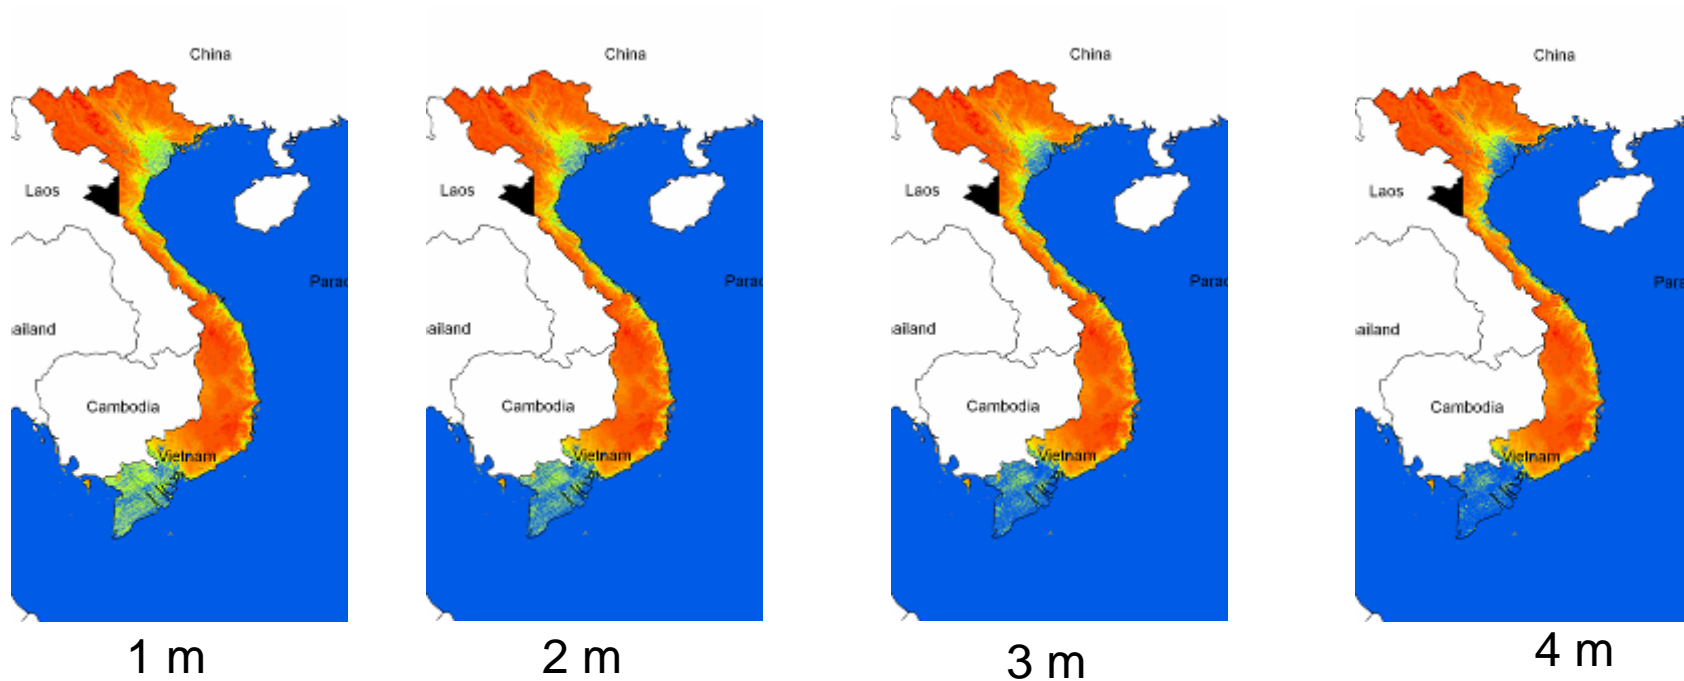 China
Laos
Parac
ailand
Cambodia
Vietnam
1 m
China
Laos
Parac
ailand
Cambodia
Vietnam
2 m
China
Laos
Parac
ailand
Cambodia
Vietnam
3 m
China
Laos
Para
ailand
Cambodia
Vietnam
4 m